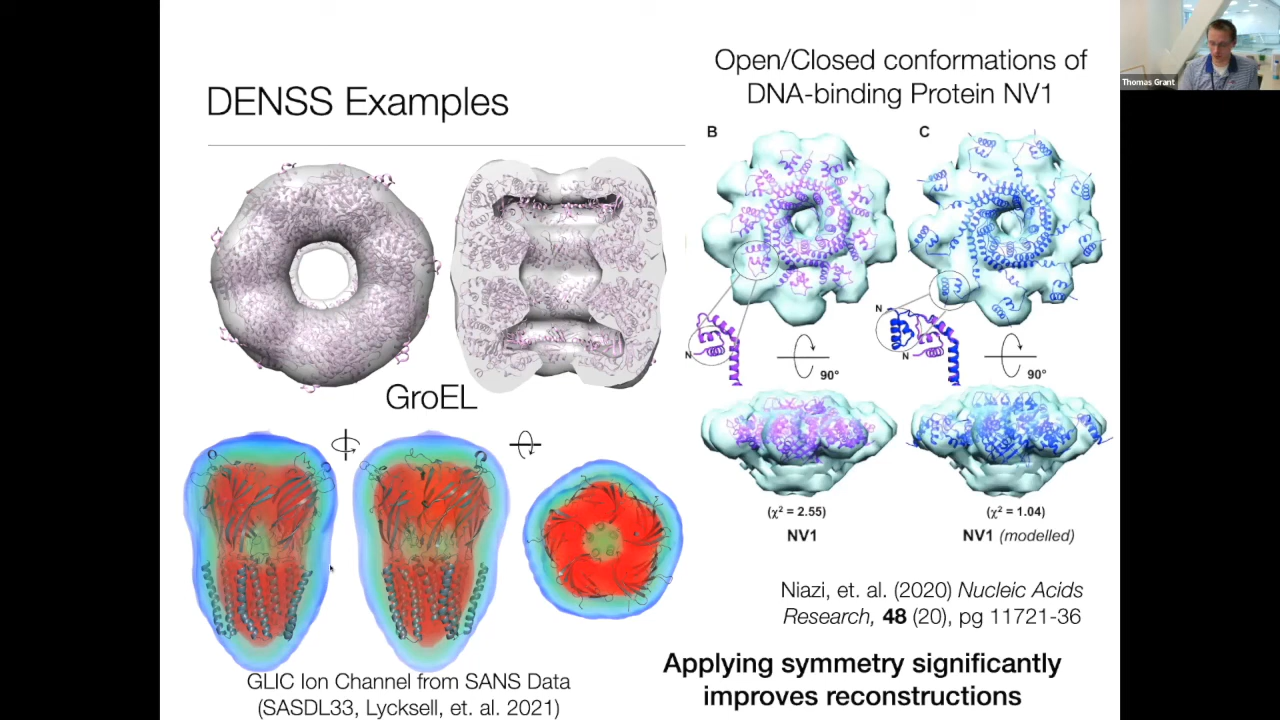 DENSS Examples
GroEL
GLIC Ion Channel from SANS Data
(SASDL33, Lycksell, et. al. 2021)
Open/Closed conformations of
DNA-binding Protein NV1
B
C
N
N
N
90°
90°
(χ² = 2.55)
(χ² = 1.04)
NV1
NV1 (modelled)
Niazi, et. al. (2020) Nucleic Acids
Research, 48 (20), pg 11721-36
Applying symmetry significantly
improves reconstructions
Thomas Grant